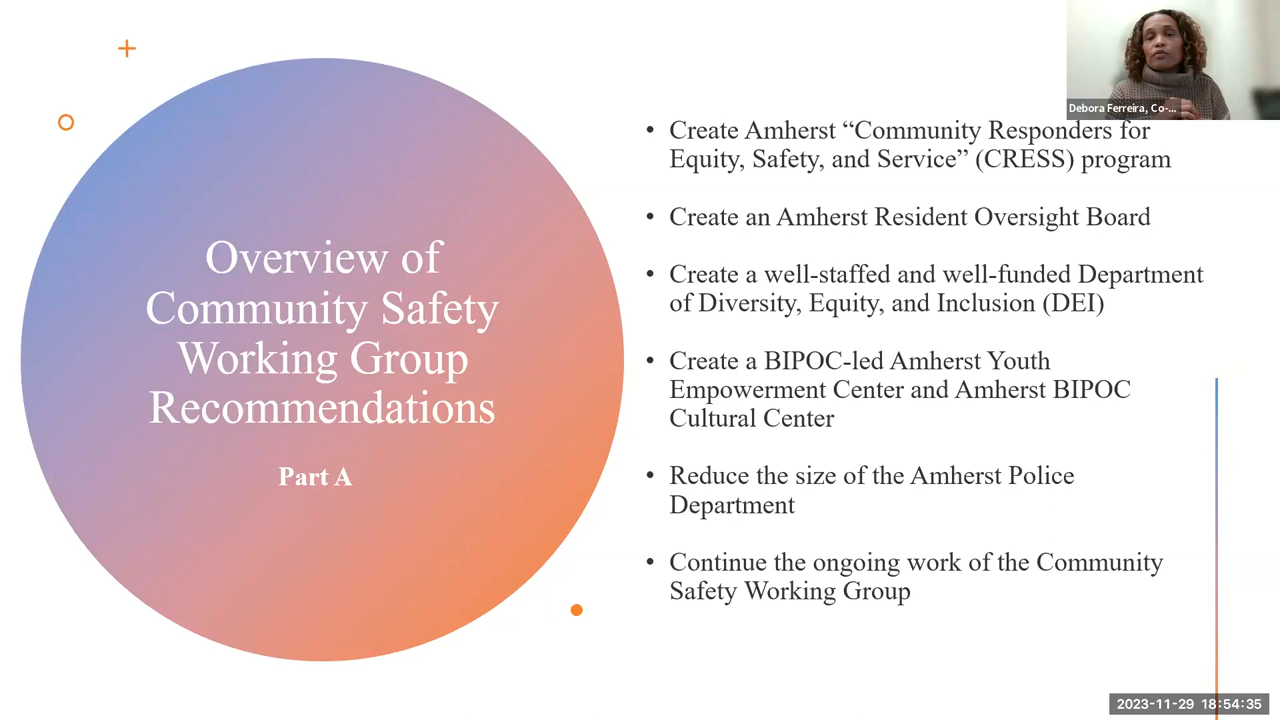 Overview of
Community Safety
Working Group
Recommendations
Part A
• Create Amherst “Community Responders for
Equity, Safety, and Service” (CRESS) program
• Create an Amherst Resident Oversight Board
• Create a well-staffed and well-funded Department
of Diversity, Equity, and Inclusion (DEI)
• Create a BIPOC-led Amherst Youth
Empowerment Center and Amherst BIPOC
Cultural Center
• Reduce the size of the Amherst Police
Department
• Continue the ongoing work of the Community
Safety Working Group
Debora Ferreira, Co-...
2023-11-29 18:54:35